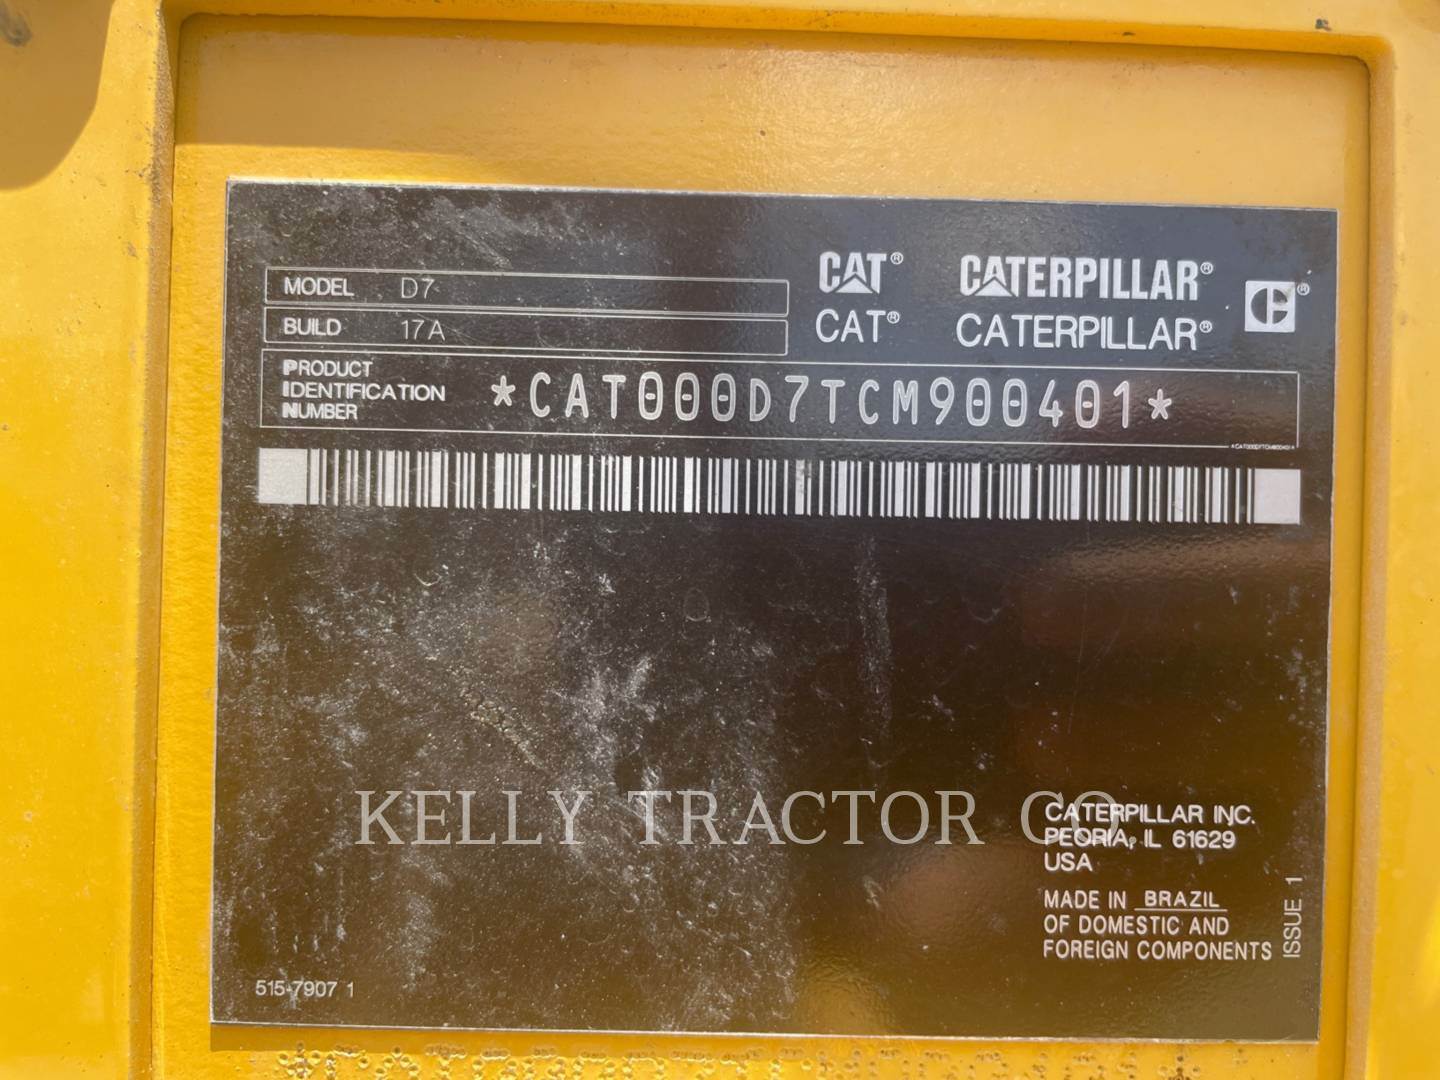 MODEL D7
BUILD 17A
CAT® CATERPILLAR®
CAT® CATERPILLAR®
C®
PRODUCT
IDENTIFICATION
NUMBER
*CAT000D7TCM900401*
*CAT000D7TCM900401*
KELLY TRACTOR CO.
CATERPILLAR INC.
PEORIA, IL 61629
USA
MADE IN BRAZIL
OF DOMESTIC AND
FOREIGN COMPONENTS
ISSUE 1
515-7907 1